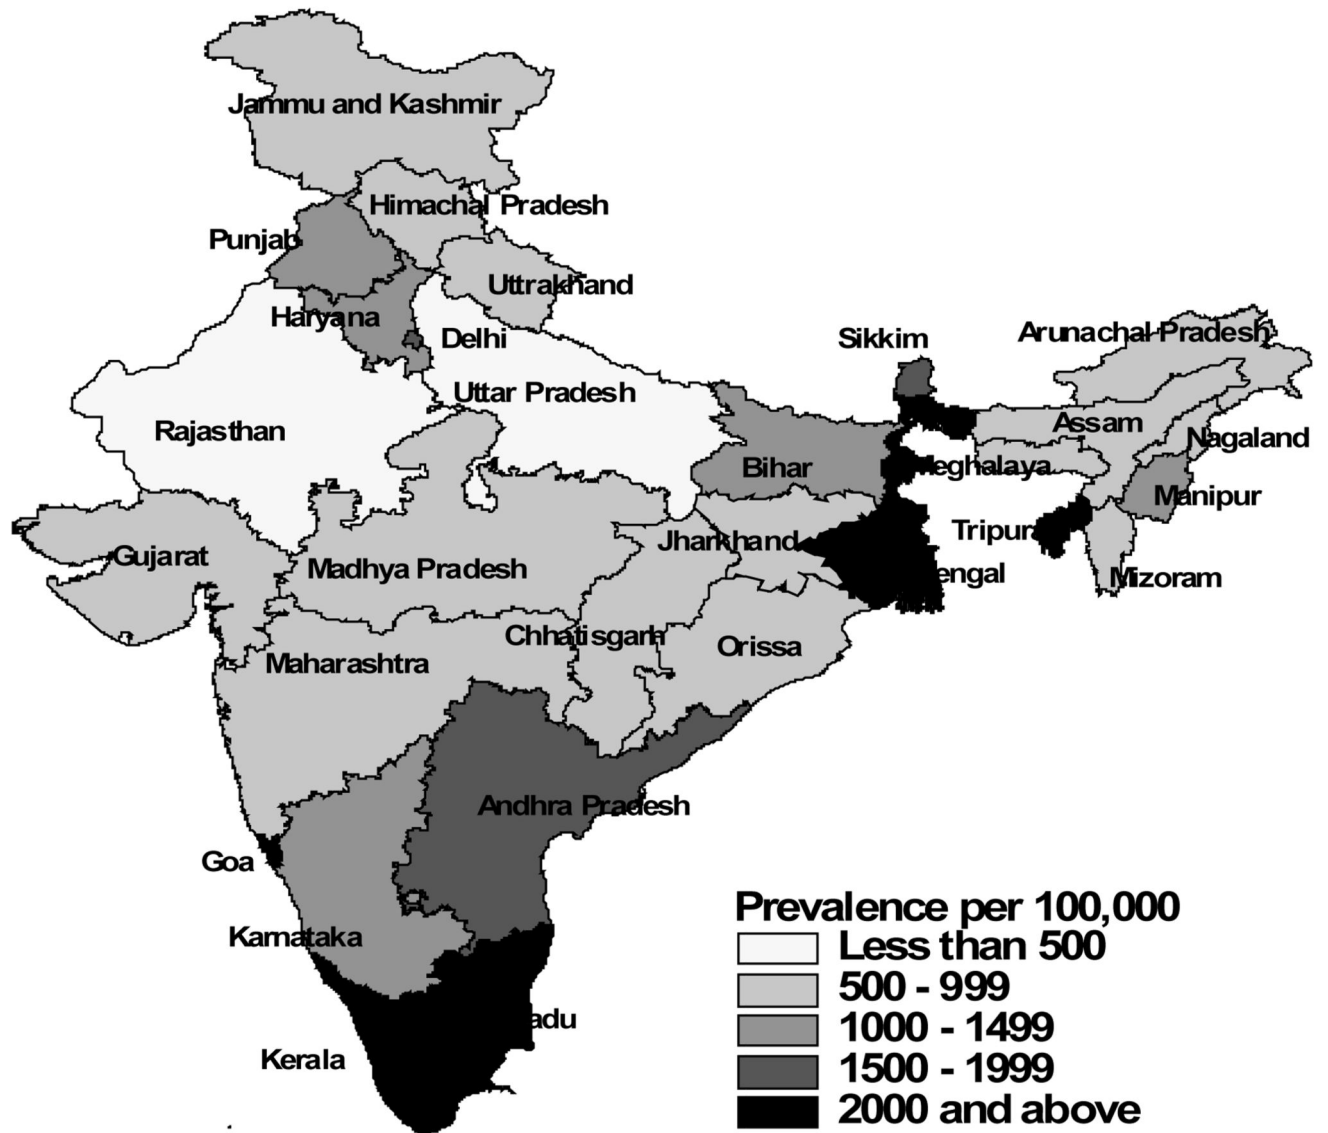 Jammu and Kashmir
Himachal Pradesh
Punjab
Uttrakhand
Haryana
Delhi
Sikkim
Arunachal Pradesh
Uttar Pradesh
Rajasthan
Assam
Nagaland
Bihar
Meghalaya
Manipur
Tripura
Jharkhand
Gujarat
Madhya Pradesh
engal
Mizoram
Chhatisgarh
Orissa
Maharashtra
Andhra Pradesh
Goa
Karnataka
adu
Kerala
Prevalence per 100,000
Less than 500
500 - 999
1000 - 1499
1500 - 1999
2000 and above